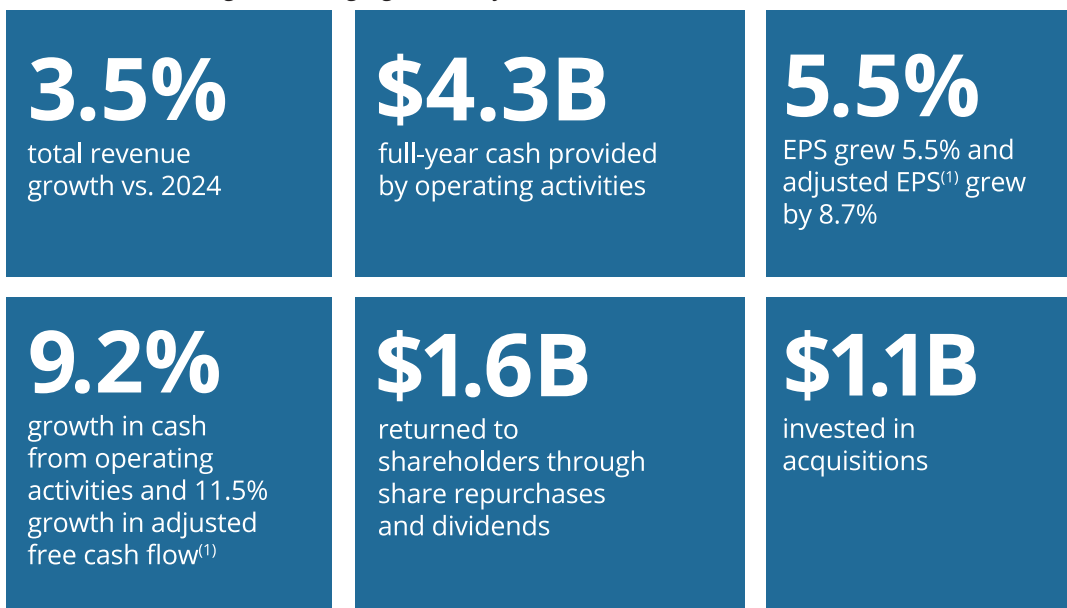 3.5%
total revenue
growth vs. 2024
$4.3B
full-year cash provided
by operating activities
5.5%
EPS grew 5.5% and
adjusted EPS(1) grew
by 8.7%
9.2%
growth in cash
from operating
activities and 11.5%
growth in adjusted
free cash flow(1)
$1.6B
returned to
shareholders through
share repurchases
and dividends
$1.1B
invested in
acquisitions